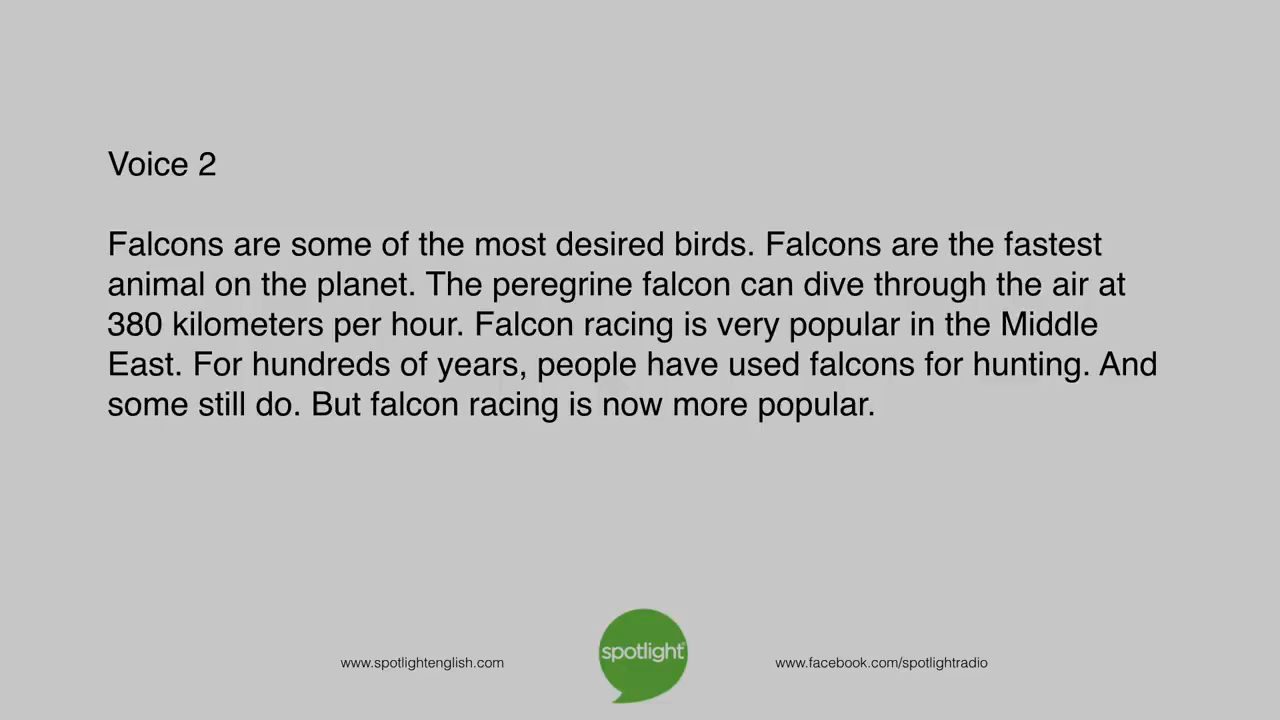 Voice 2
Falcons are some of the most desired birds. Falcons are the fastest
animal on the planet. The peregrine falcon can dive through the air at
380 kilometers per hour. Falcon racing is very popular in the Middle
East. For hundreds of years, people have used falcons for hunting. And
some still do. But falcon racing is now more popular.
www.spotlightenglish.com
spotlight®
www.facebook.com/spotlightradio